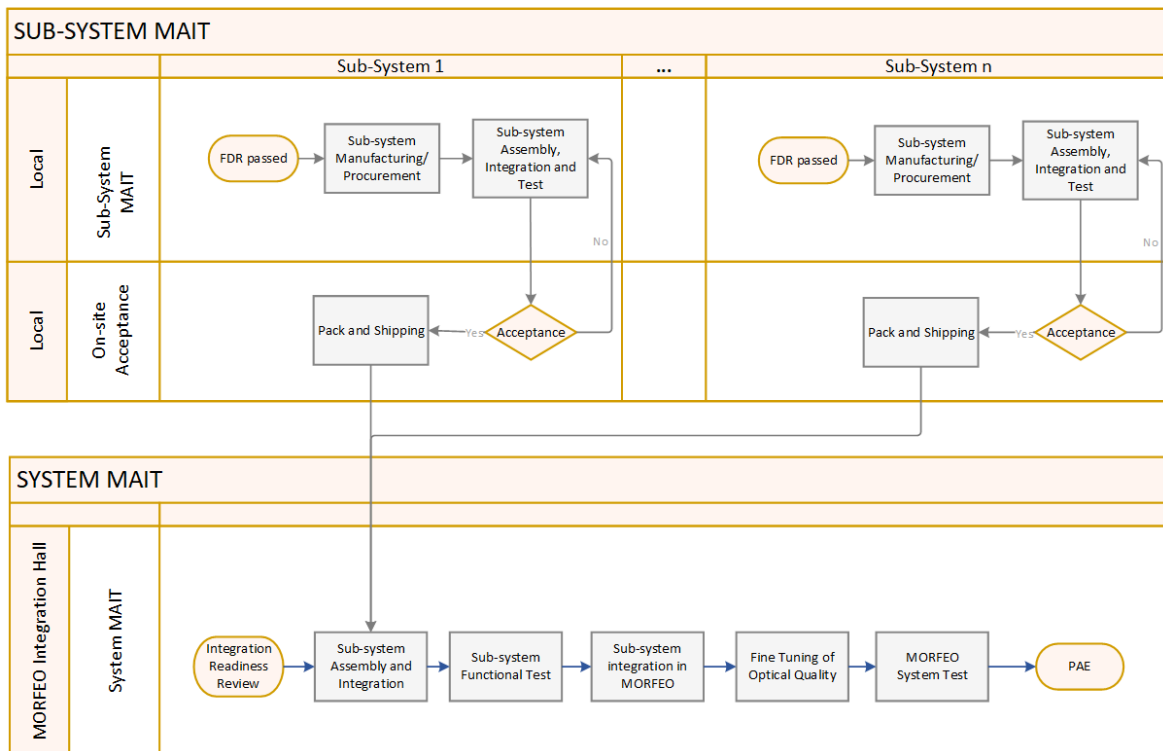 SUB-SYSTEM MAIT
Sub-System 1
...
Sub-System n
Local
Sub-System
MAIT
FDR passed
Sub-system
Manufacturing/
Procurement
Sub-system
Assembly,
Integration and
Test
No
FDR passed
Sub-system
Manufacturing/
Procurement
Sub-system
Assembly,
Integration and
Test
No
Local
On-site
Acceptance
Pack and Shipping
Yes
Acceptance
Pack and Shipping
Yes
Acceptance
SYSTEM MAIT
MORFEO Integration Hall
System MAIT
Integration
Readiness
Review
Sub-system
Assembly and
Integration
Sub-system
Functional Test
Sub-system
integration in
MORFEO
Fine Tuning of
Optical Quality
MORFEO
System Test
PAE